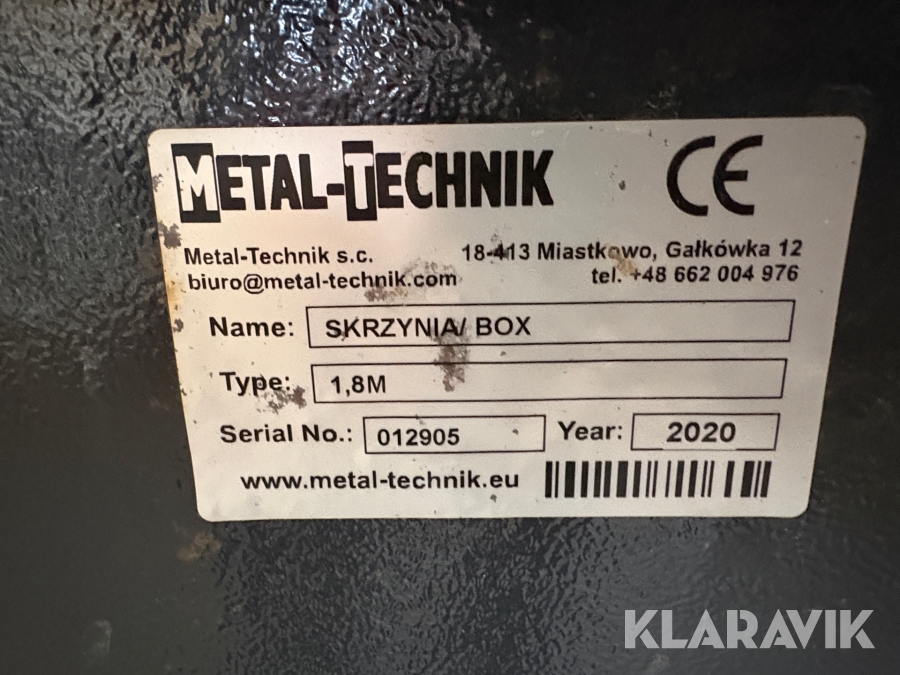 METAL-TECHNIK CE
Metal-Technik s.c. 18-413 Miastkowo, Gałkówka 12
biuro@metal-technik.com tel. +48 662 004 976
Name: SKRZYNIA/ BOX
Type: 1,8M
Serial No.: 012905 Year: 2020
www.metal-technik.eu
KLARAVIK